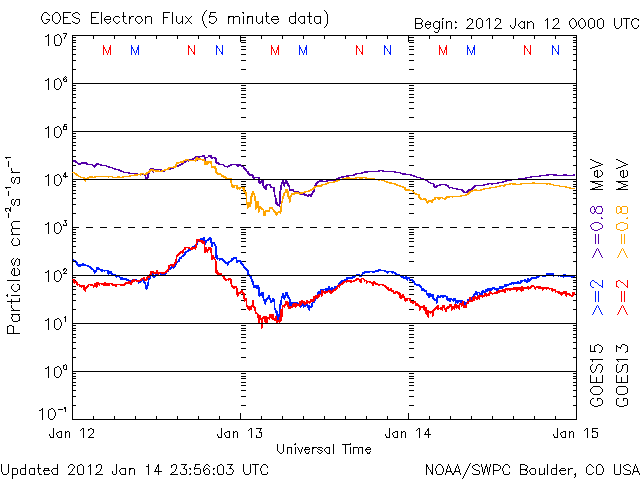 GOES Electron Flux (5 minute data)
Begin: 2012 Jan 12 0000 UTC
M M N N M M N N M M N N
10⁷
10⁶
10⁵
10⁴
10³
10²
10¹
10⁰
10⁻¹
Particles cm⁻²s⁻¹sr⁻¹
Jan 12 Jan 13 Jan 14 Jan 15
Universal Time
GOES15 >=2 >=0.8 MeV
GOES13 >=2 >=0.8 MeV
Updated 2012 Jan 14 23:56:03 UTC
NOAA/SWPC Boulder, CO USA